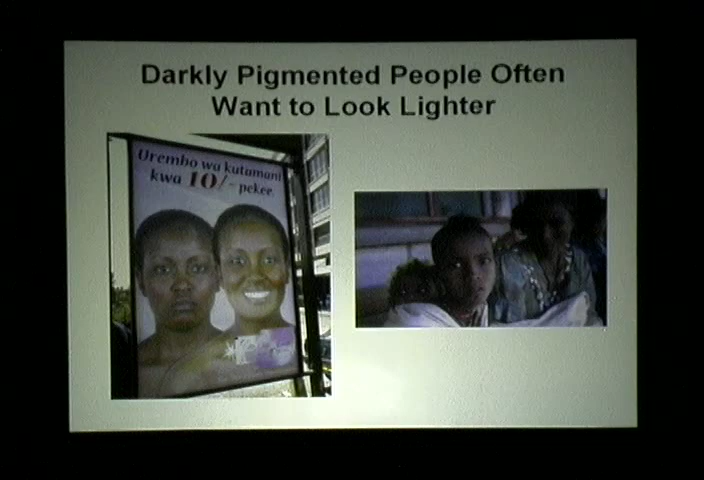 Darkly Pigmented People Often
Want to Look Lighter
Urembo wa kutamani
kwa 10/- pekee.